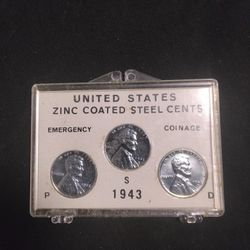 UNITED STATES
ZINC COATED STEEL CENTS
EMERGENCY COINAGE
S
P D
1943